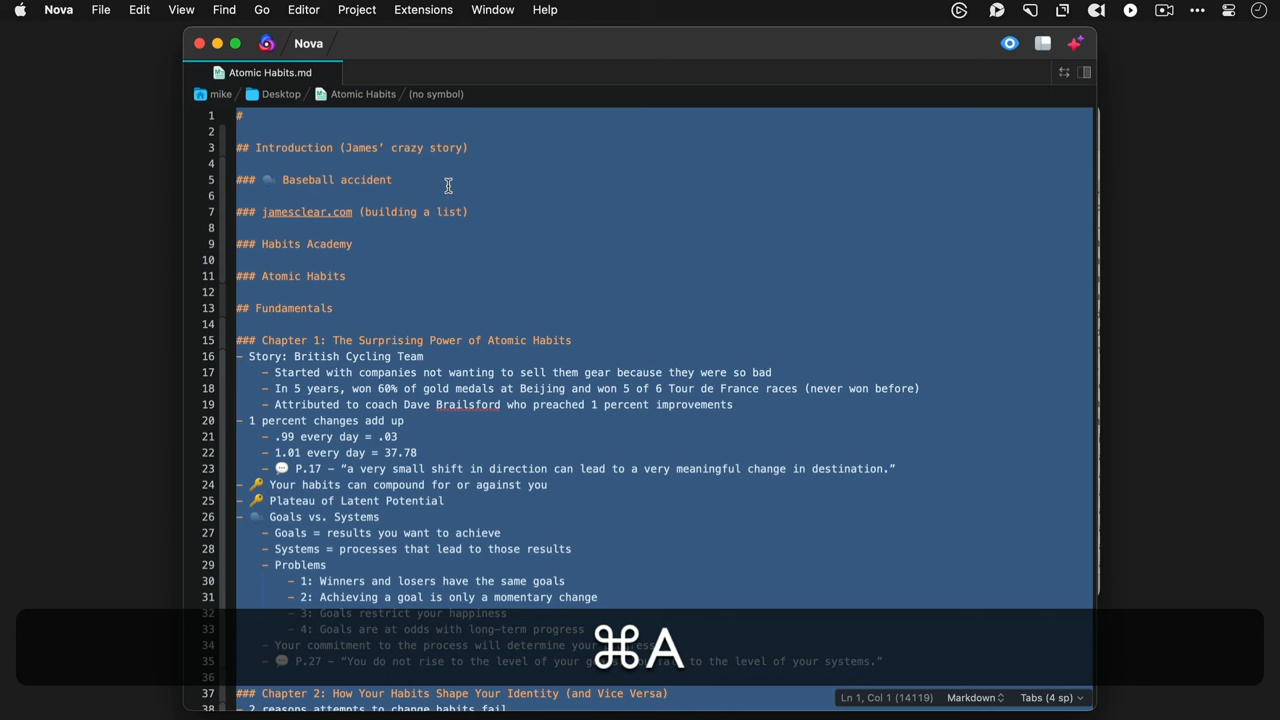 Nova File Edit View Find Go Editor Project Extensions Window Help
Nova
Atomic Habits.md
mike Desktop Atomic Habits (no symbol)
1 #
2
3 ## Introduction (James’ crazy story)
4
5 ### 🗣 Baseball accident
6
7 ### jamesclear.com (building a list)
8
9 ### Habits Academy
10
11 ### Atomic Habits
12
13 ## Fundamentals
14
15 ### Chapter 1: The Surprising Power of Atomic Habits
16 - Story: British Cycling Team
17 - Started with companies not wanting to sell them gear because they were so bad
18 - In 5 years, won 60% of gold medals at Beijing and won 5 of 6 Tour de France races (never won before)
19 - Attributed to coach Dave Brailsford who preached 1 percent improvements
20 - 1 percent changes add up
21 - .99 every day = .03
22 - 1.01 every day = 37.78
23 - 💬 P.17 – “a very small shift in direction can lead to a very meaningful change in destination.”
24 - 🔑 Your habits can compound for or against you
25 - 🔑 Plateau of Latent Potential
26 - 🗣 Goals vs. Systems
27 - Goals = results you want to achieve
28 - Systems = processes that lead to those results
29 - Problems
30 - 1: Winners and losers have the same goals
31 - 2: Achieving a goal is only a momentary change
32 - 3: Goals restrict your happiness
33 - 4: Goals are at odds with long-term progress
34 - Your commitment to the process will determine your
35 - 💬 P.27 – “You do not rise to the level of your to the level of your systems.”
36
37 ### Chapter 2: How Your Habits Shape Your Identity (and Vice Versa)
38 - 2 reasons attempts to change habits fail
⌘A
Ln 1, Col 1 (14119) Markdown Tabs (4 sp)